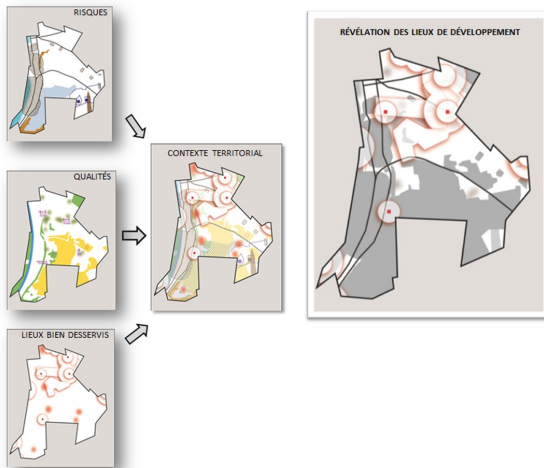 RISQUES
QUALITÉS
LIEUX BIEN DESSERVIS
CONTEXTE TERRITORIAL
RÉVÉLATION DES LIEUX DE DÉVELOPPEMENT